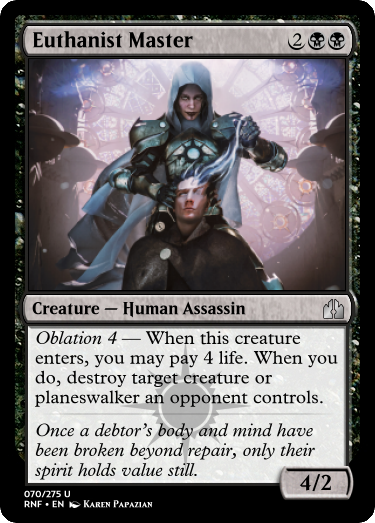 Euthanist Master 2
Creature — Human Assassin
Oblation 4 — When this creature
enters, you may pay 4 life. When you
do, destroy target creature or
planeswalker an opponent controls.
Once a debtor's body and mind have
been broken beyond repair, only their
spirit holds value still.
4/2
070/275 U
RNF • EN Karen Papazian